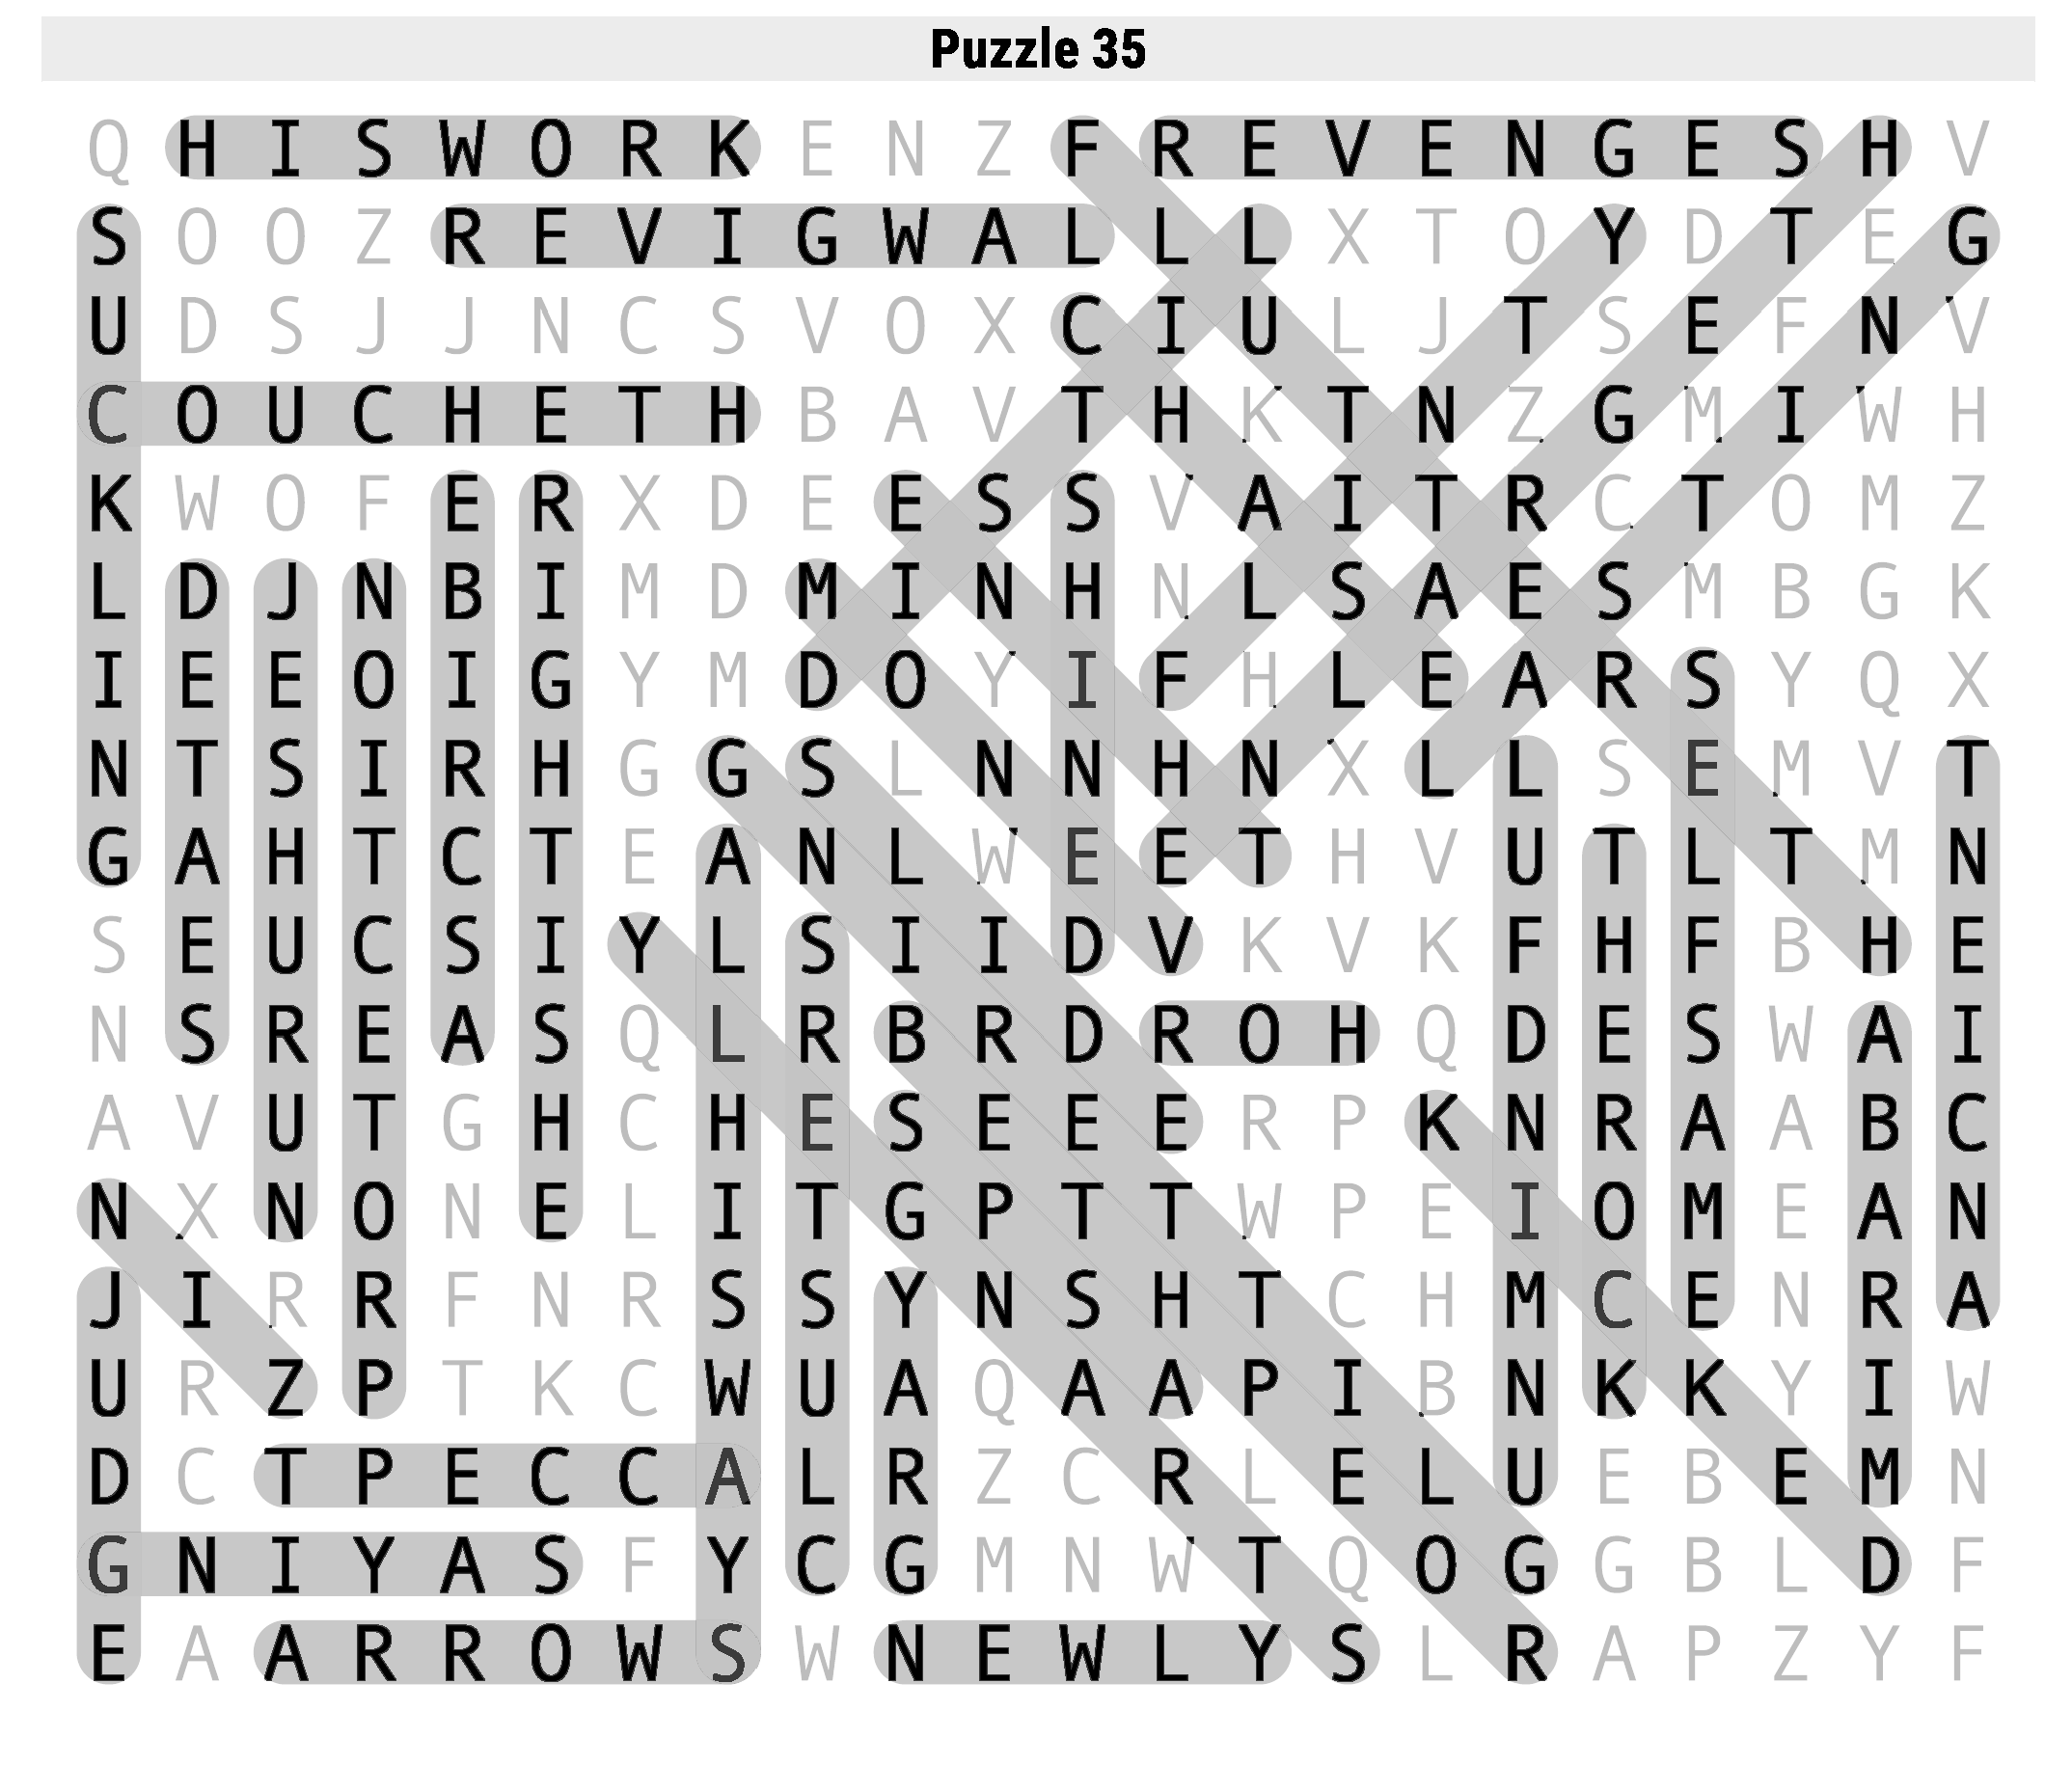 Puzzle 35
Q H I S W O R K E N Z F R E V E N G E S H V
S O O Z R E V I G W A L L L X T O Y D T E G
U D S J J N C S V O X C I U L J T S E F N V
C O U C H E T H B A V T H K T N Z G M I W H
K W O F E R X D E E S S V A I T R C T O M Z
L D J N B I M D M I N H N L S A E S M B G K
I E E O I G Y M D O Y I F H L E A R S Y Q X
N T S I R H G G S L N N H N X L L S E M V T
G A H T C T E A N L W E E T H V U T L T M N
S E U C S I Y L S I I D V K V K F H F B H E
N S R E A S Q L R B R D R O H Q D E S W A I
A V U T G H C H E S E E E R P K N R A A B C
N X N O N E L I T G P T T W P E I O M E A N
J I R R F N R S S Y N S H T C H M C E N R A
U R Z P T K C W U A Q A A P I B N K K Y I W
D C T P E C C A L R Z C R L E L U E B E M N
G N I Y A S F Y C G M N W T Q O G G B L D F
E A A R R O W S W N E W L Y S L R A P Z Y F